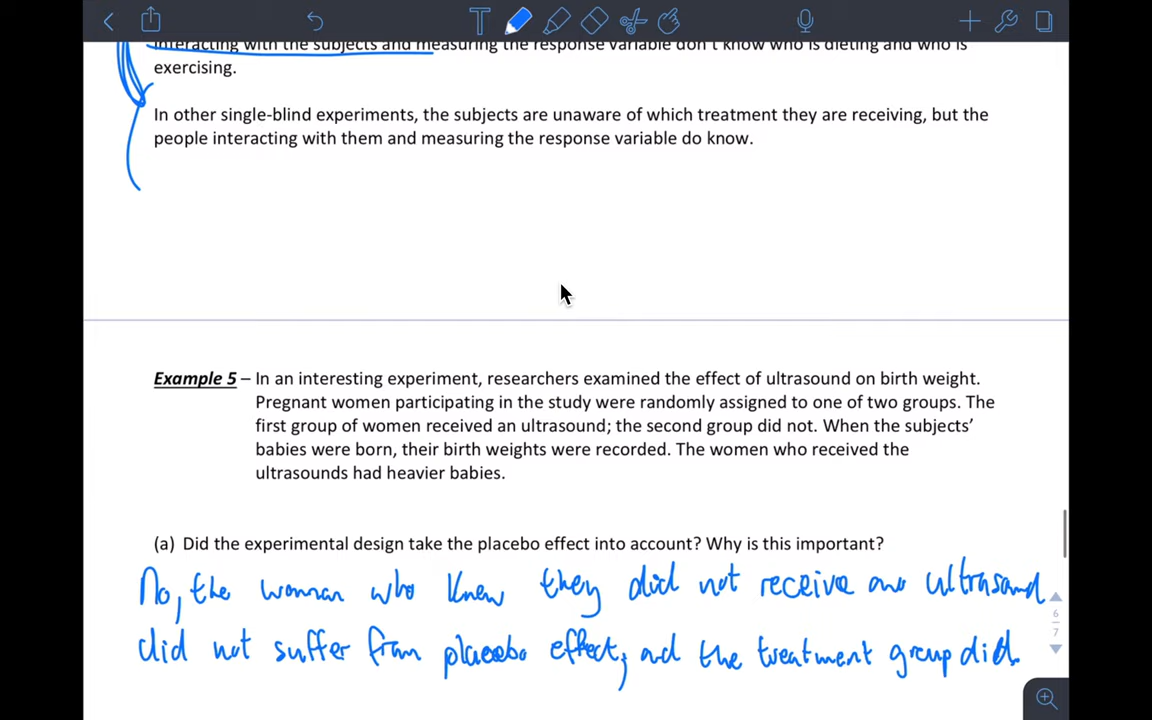 interacting with the subjects and measuring the response variable don't know who is dieting and who is
exercising.
In other single-blind experiments, the subjects are unaware of which treatment they are receiving, but the
people interacting with them and measuring the response variable do know.
Example 5 – In an interesting experiment, researchers examined the effect of ultrasound on birth weight.
Pregnant women participating in the study were randomly assigned to one of two groups. The
first group of women received an ultrasound; the second group did not. When the subjects'
babies were born, their birth weights were recorded. The women who received the
ultrasounds had heavier babies.
(a) Did the experimental design take the placebo effect into account? Why is this important?
No, the woman who knew they did not receive an ultrasound
did not suffer from placebo effect, and the treatment group did.
6
7